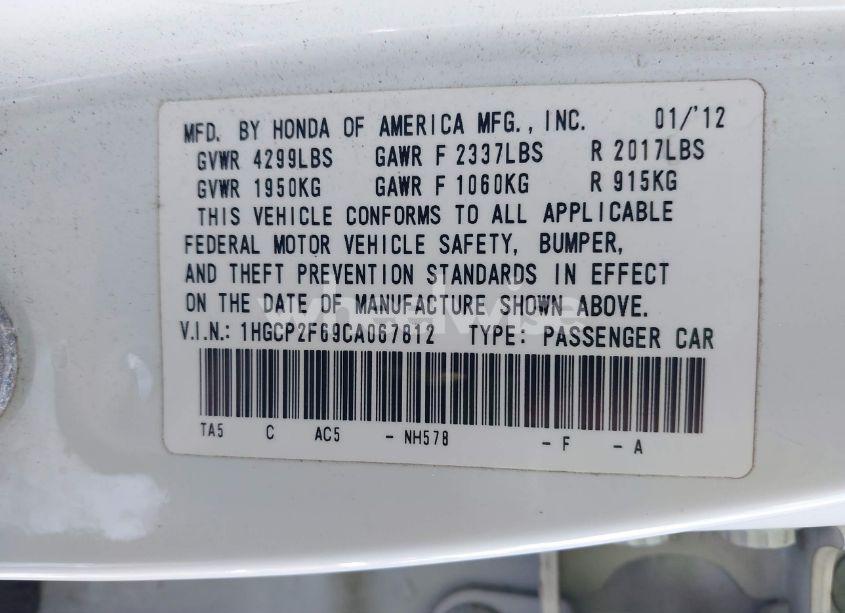 MFD. BY HONDA OF AMERICA MFG., INC. 01/'12
GVWR 4299LBS GAWR F 2337LBS R 2017LBS
GVWR 1950KG GAWR F 1060KG R 915KG
THIS VEHICLE CONFORMS TO ALL APPLICABLE
FEDERAL MOTOR VEHICLE SAFETY, BUMPER,
AND THEFT PREVENTION STANDARDS IN EFFECT
ON THE DATE OF MANUFACTURE SHOWN ABOVE.
wheelwise
V.I.N.: 1HGCP2F69CA067812 TYPE: PASSENGER CAR
TA5 C AC5 - NH578 - F - A